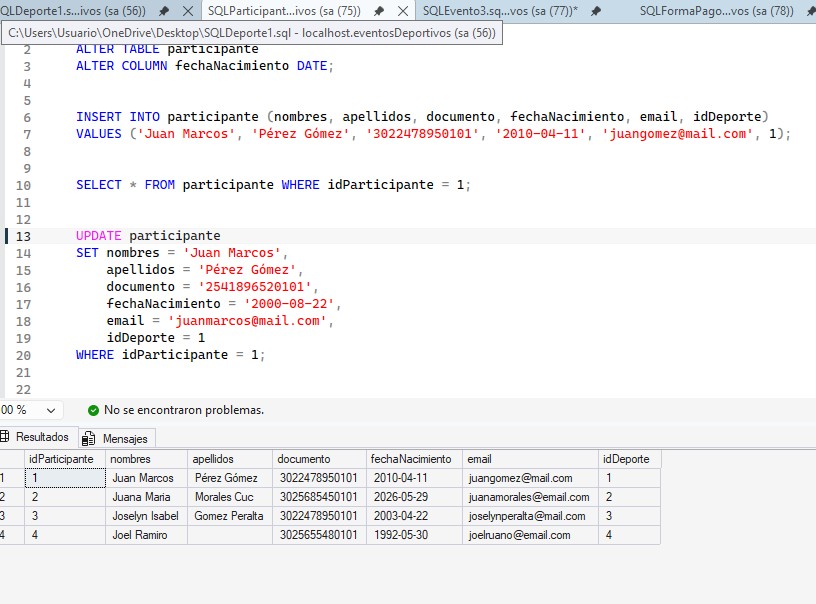 QLDeporte1.s...ivos (sa (56)) SQLParticipant...ivos (sa (75)) SQLEvento3.sq...vos (sa (77))* SQLFormaPago...vos (sa (78))
C:\Users\Usuario\OneDrive\Desktop\SQLDeporte1.sql - localhost.eventosDeportivos (sa (56))
2 ALTER TABLE participante
3 ALTER COLUMN fechaNacimiento DATE;
4
5
6 INSERT INTO participante (nombres, apellidos, documento, fechaNacimiento, email, idDeporte)
7 VALUES ('Juan Marcos', 'Pérez Gómez', '3022478950101', '2010-04-11', 'juangomez@mail.com', 1);
8
9
10 SELECT * FROM participante WHERE idParticipante = 1;
11
12
13 UPDATE participante
14 SET nombres = 'Juan Marcos',
15 apellidos = 'Pérez Gómez',
16 documento = '2541896520101',
17 fechaNacimiento = '2000-08-22',
18 email = 'juanmarcos@mail.com',
19 idDeporte = 1
20 WHERE idParticipante = 1;
21
22
00 % No se encontraron problemas.
Resultados Mensajes
idParticipante nombres apellidos documento fechaNacimiento email idDeporte
1 1 Juan Marcos Pérez Gómez 3022478950101 2010-04-11 juangomez@mail.com 1
2 2 Juana Maria Morales Cuc 3025685450101 2026-05-29 juanamorales@email.com 2
3 3 Joselyn Isabel Gomez Peralta 3022478950101 2003-04-22 joselynperalta@mail.com 3
4 4 Joel Ramiro 3025655480101 1992-05-30 joelruano@email.com 4